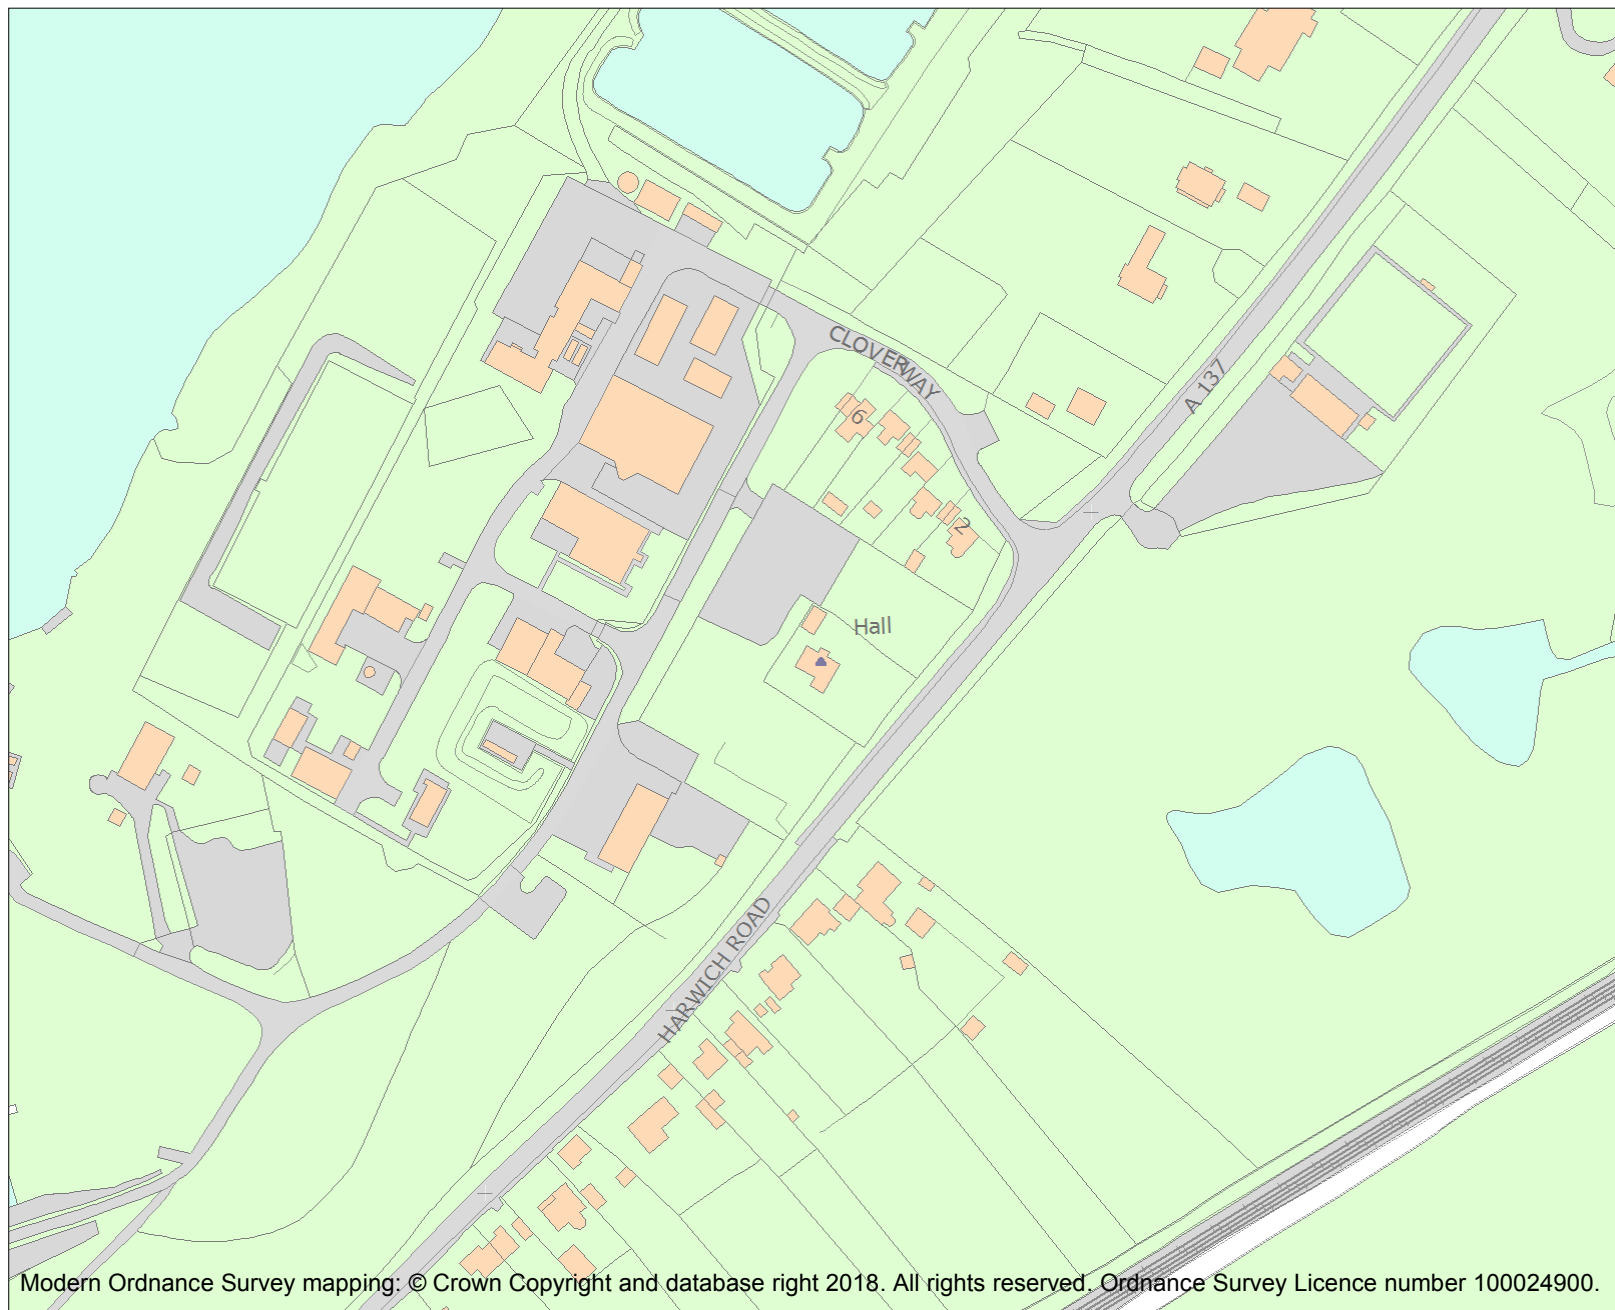 CLOVERWAY
A 137
6
2
Hall
HARWICH ROAD
Modern Ordnance Survey mapping: © Crown Copyright and database right 2018. All rights reserved. Ordnance Survey Licence number 100024900.